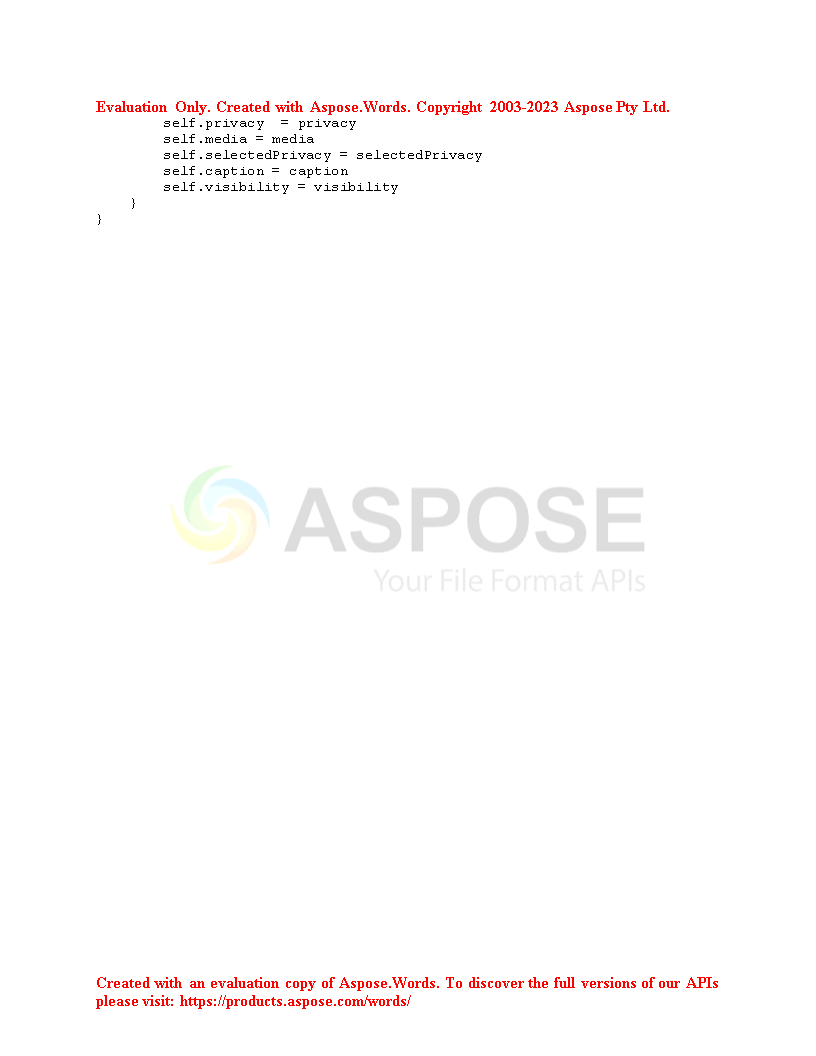 Evaluation Only. Created with Aspose.Words. Copyright 2003-2023 Aspose Pty Ltd.
        self.privacy  = privacy
        self.media = media
        self.selectedPrivacy = selectedPrivacy
        self.caption = caption
        self.visibility = visibility
    }
}
ASPOSE
Your File Format APIs
Created with an evaluation copy of Aspose.Words. To discover the full versions of our APIs
please visit: https://products.aspose.com/words/